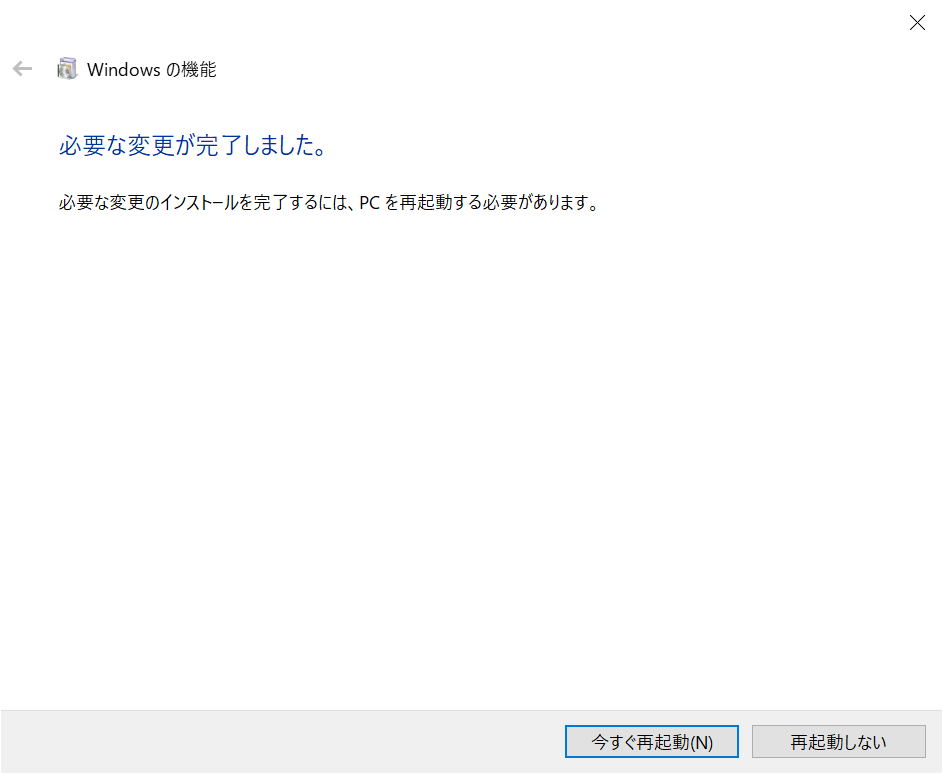 Windows の機能
必要な変更が完了しました。
必要な変更のインストールを完了するには、PC を再起動する必要があります。
今すぐ再起動(N)
再起動しない